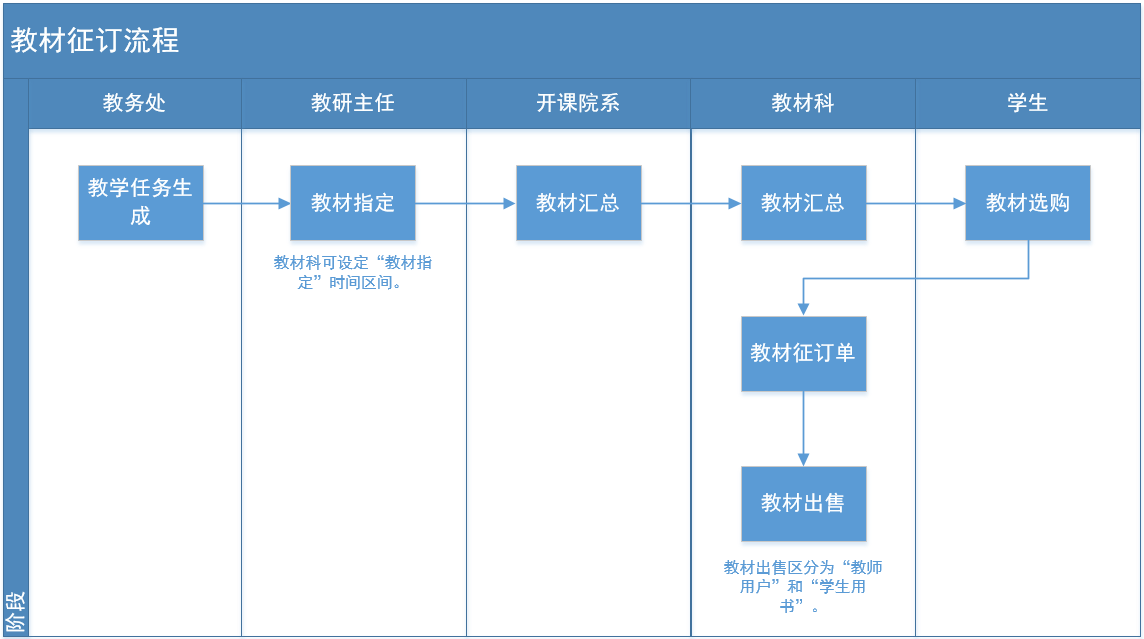 教材征订流程
教务处
教研主任
开课院系
教材科
学生
教学任务生
成
教材指定
教材汇总
教材汇总
教材选购
教材科可设定“教材指
定”时间区间。
教材征订单
教材出售
教材出售区分为“教师
用户”和“学生用
书”。
阶段